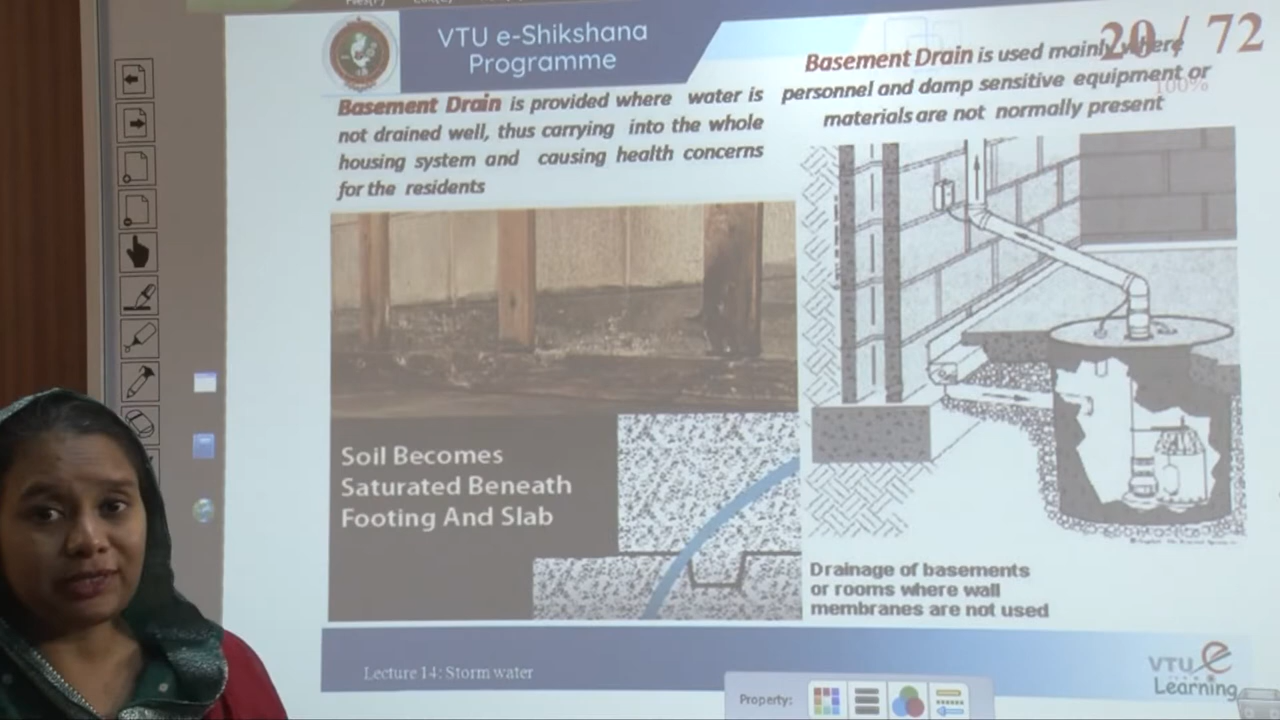 VTU e-Shikshana
Programme
20 / 72
100%
Basement Drain is provided where water is
not drained well, thus carrying into the whole
housing system and causing health concerns
for the residents
Basement Drain is used mainly where
personnel and damp sensitive equipment or
materials are not normally present
Soil Becomes
Saturated Beneath
Footing And Slab
Drainage of basements
or rooms where wall
membranes are not used
Lecture 14: Storm water
VTU e
Learning
Property: